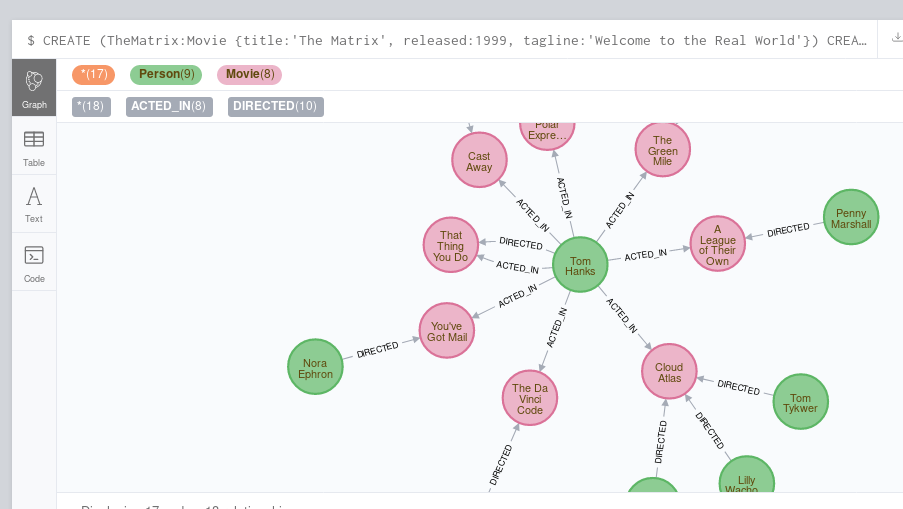 $ CREATE (TheMatrix:Movie {title:'The Matrix', released:1999, tagline:'Welcome to the Real World'}) CREA…
*(17) Person(9) Movie(8)
*(18) ACTED_IN(8) DIRECTED(10)
Graph
Table
Text
Code
Polar
Expre…
The
Green
Mile
Cast
Away
ACTED_IN
ACTED_IN
ACTED_IN
Penny
Marshall
DIRECTED
A
League
of Their
Own
ACTED_IN
That
Thing
You Do
DIRECTED
ACTED_IN
Tom
Hanks
ACTED_IN
You've
Got Mail
DIRECTED
Nora
Ephron
ACTED_IN
ACTED_IN
Cloud
Atlas
The Da
Vinci
Code
DIRECTED
Tom
Tykwer
DIRECTED
DIRECTED
DIRECTED
Lilly
Wacho…